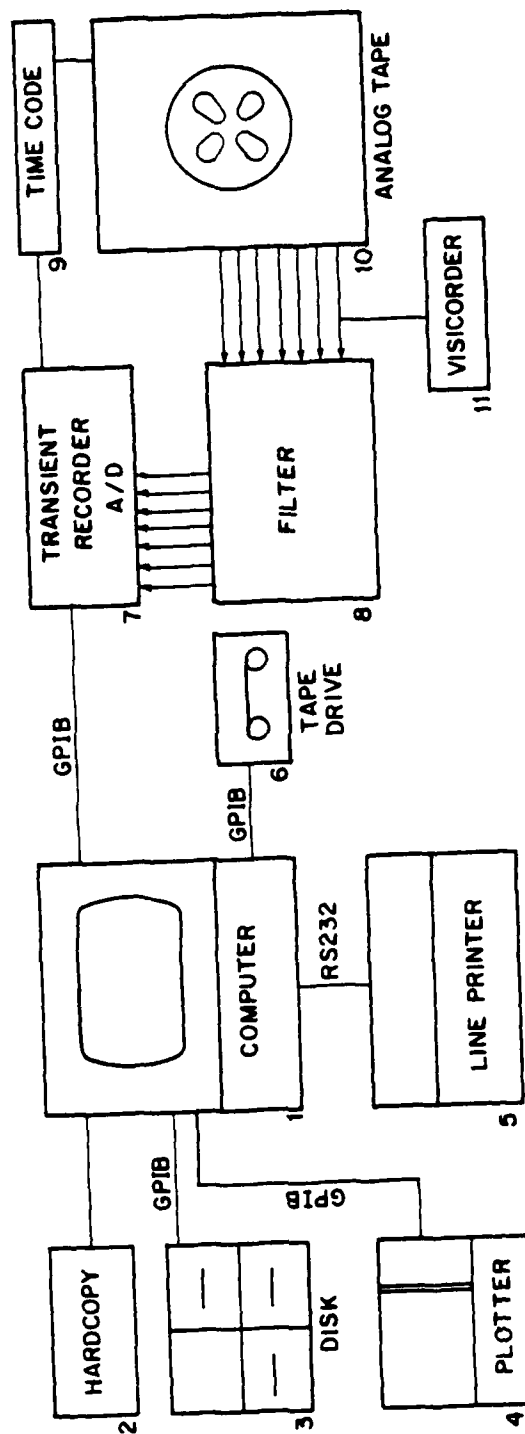 HARDCOPY
2
DISK
3
PLOTTER
4
GPIB
GPIB
COMPUTER
1
RS232
LINE PRINTER
5
GPIB
GPIB
TAPE
DRIVE
6
TRANSIENT
RECORDER
A/D
7
FILTER
8
TIME CODE
9
ANALOG TAPE
10
VISICORDER
11